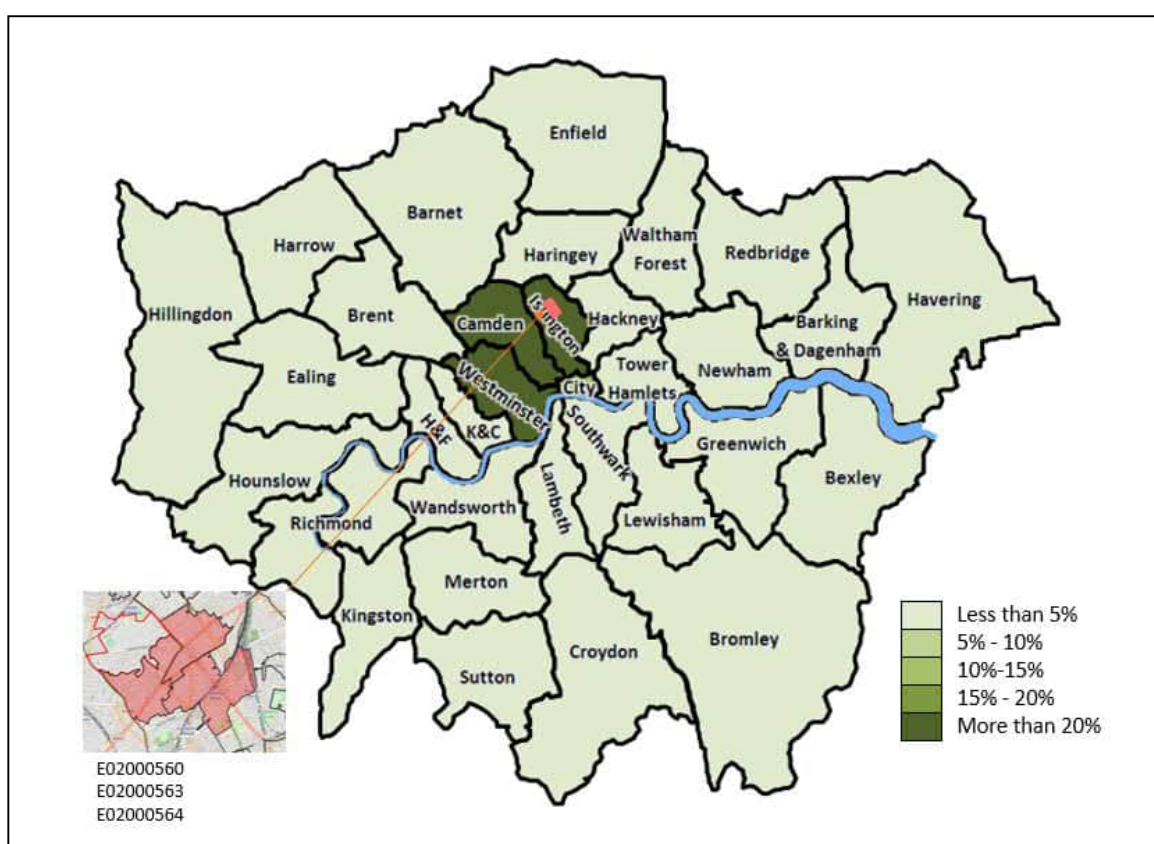 Enfield
Barnet
Waltham
Forest
Harrow
Haringey
Redbridge
Hillingdon
Havering
Brent
Camden
Islington
Hackney
Barking
& Dagenham
Ealing
Tower
Hamlets
Newham
Westminster
City
H&F
K&C
Southwark
Greenwich
Hounslow
Bexley
Lambeth
Wandsworth
Richmond
Lewisham
Merton
Kingston
Bromley
Croydon
Sutton
Less than 5%
5% - 10%
10%-15%
15% - 20%
More than 20%
E02000560
E02000563
E02000564